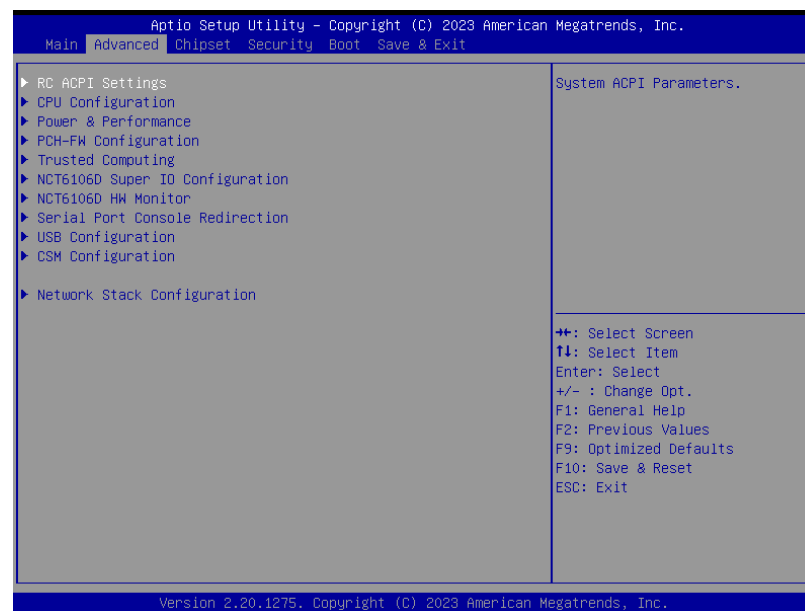 Aptio Setup Utility – Copyright (C) 2023 American Megatrends, Inc.
Main Advanced Chipset Security Boot Save & Exit
RC ACPI Settings
CPU Configuration
Power & Performance
PCH-FW Configuration
Trusted Computing
NCT6106D Super IO Configuration
NCT6106D HW Monitor
Serial Port Console Redirection
USB Configuration
CSM Configuration
Network Stack Configuration
System ACPI Parameters.
→←: Select Screen
↑↓: Select Item
Enter: Select
+/- : Change Opt.
F1: General Help
F2: Previous Values
F9: Optimized Defaults
F10: Save & Reset
ESC: Exit
Version 2.20.1275. Copyright (C) 2023 American Megatrends, Inc.